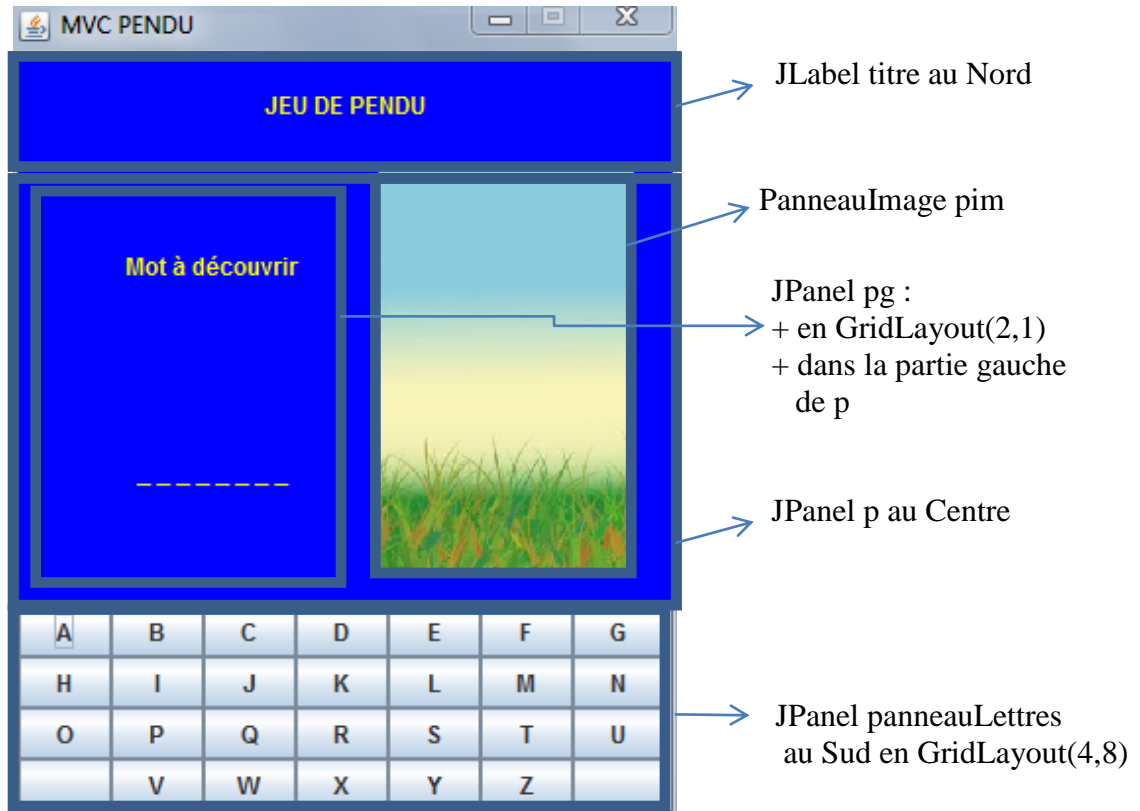 MVC PENDU
JEU DE PENDU
JLabel titre au Nord
PanneauImage pim
Mot à découvrir
JPanel pg :
+ en GridLayout(2,1)
+ dans la partie gauche
de p
_ _ _ _ _ _ _ _
JPanel p au Centre
A B C D E F G
H I J K L M N
O P Q R S T U
V W X Y Z
JPanel panneauLettres
au Sud en GridLayout(4,8)